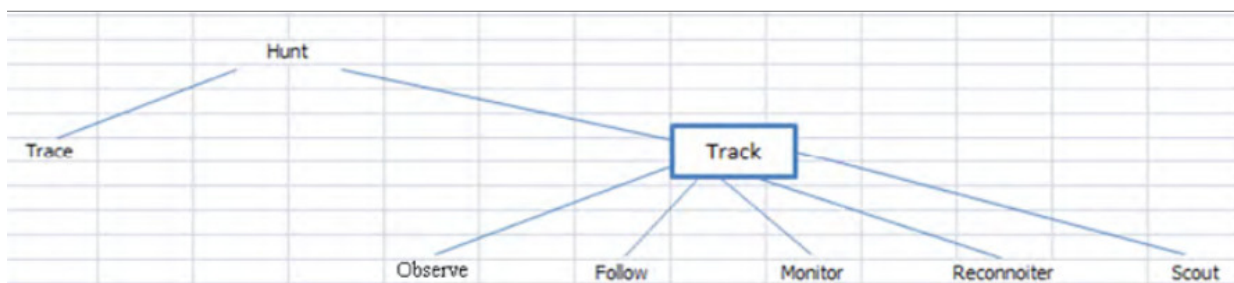 Hunt
Trace
Track
Observe
Follow
Monitor
Reconnoiter
Scout